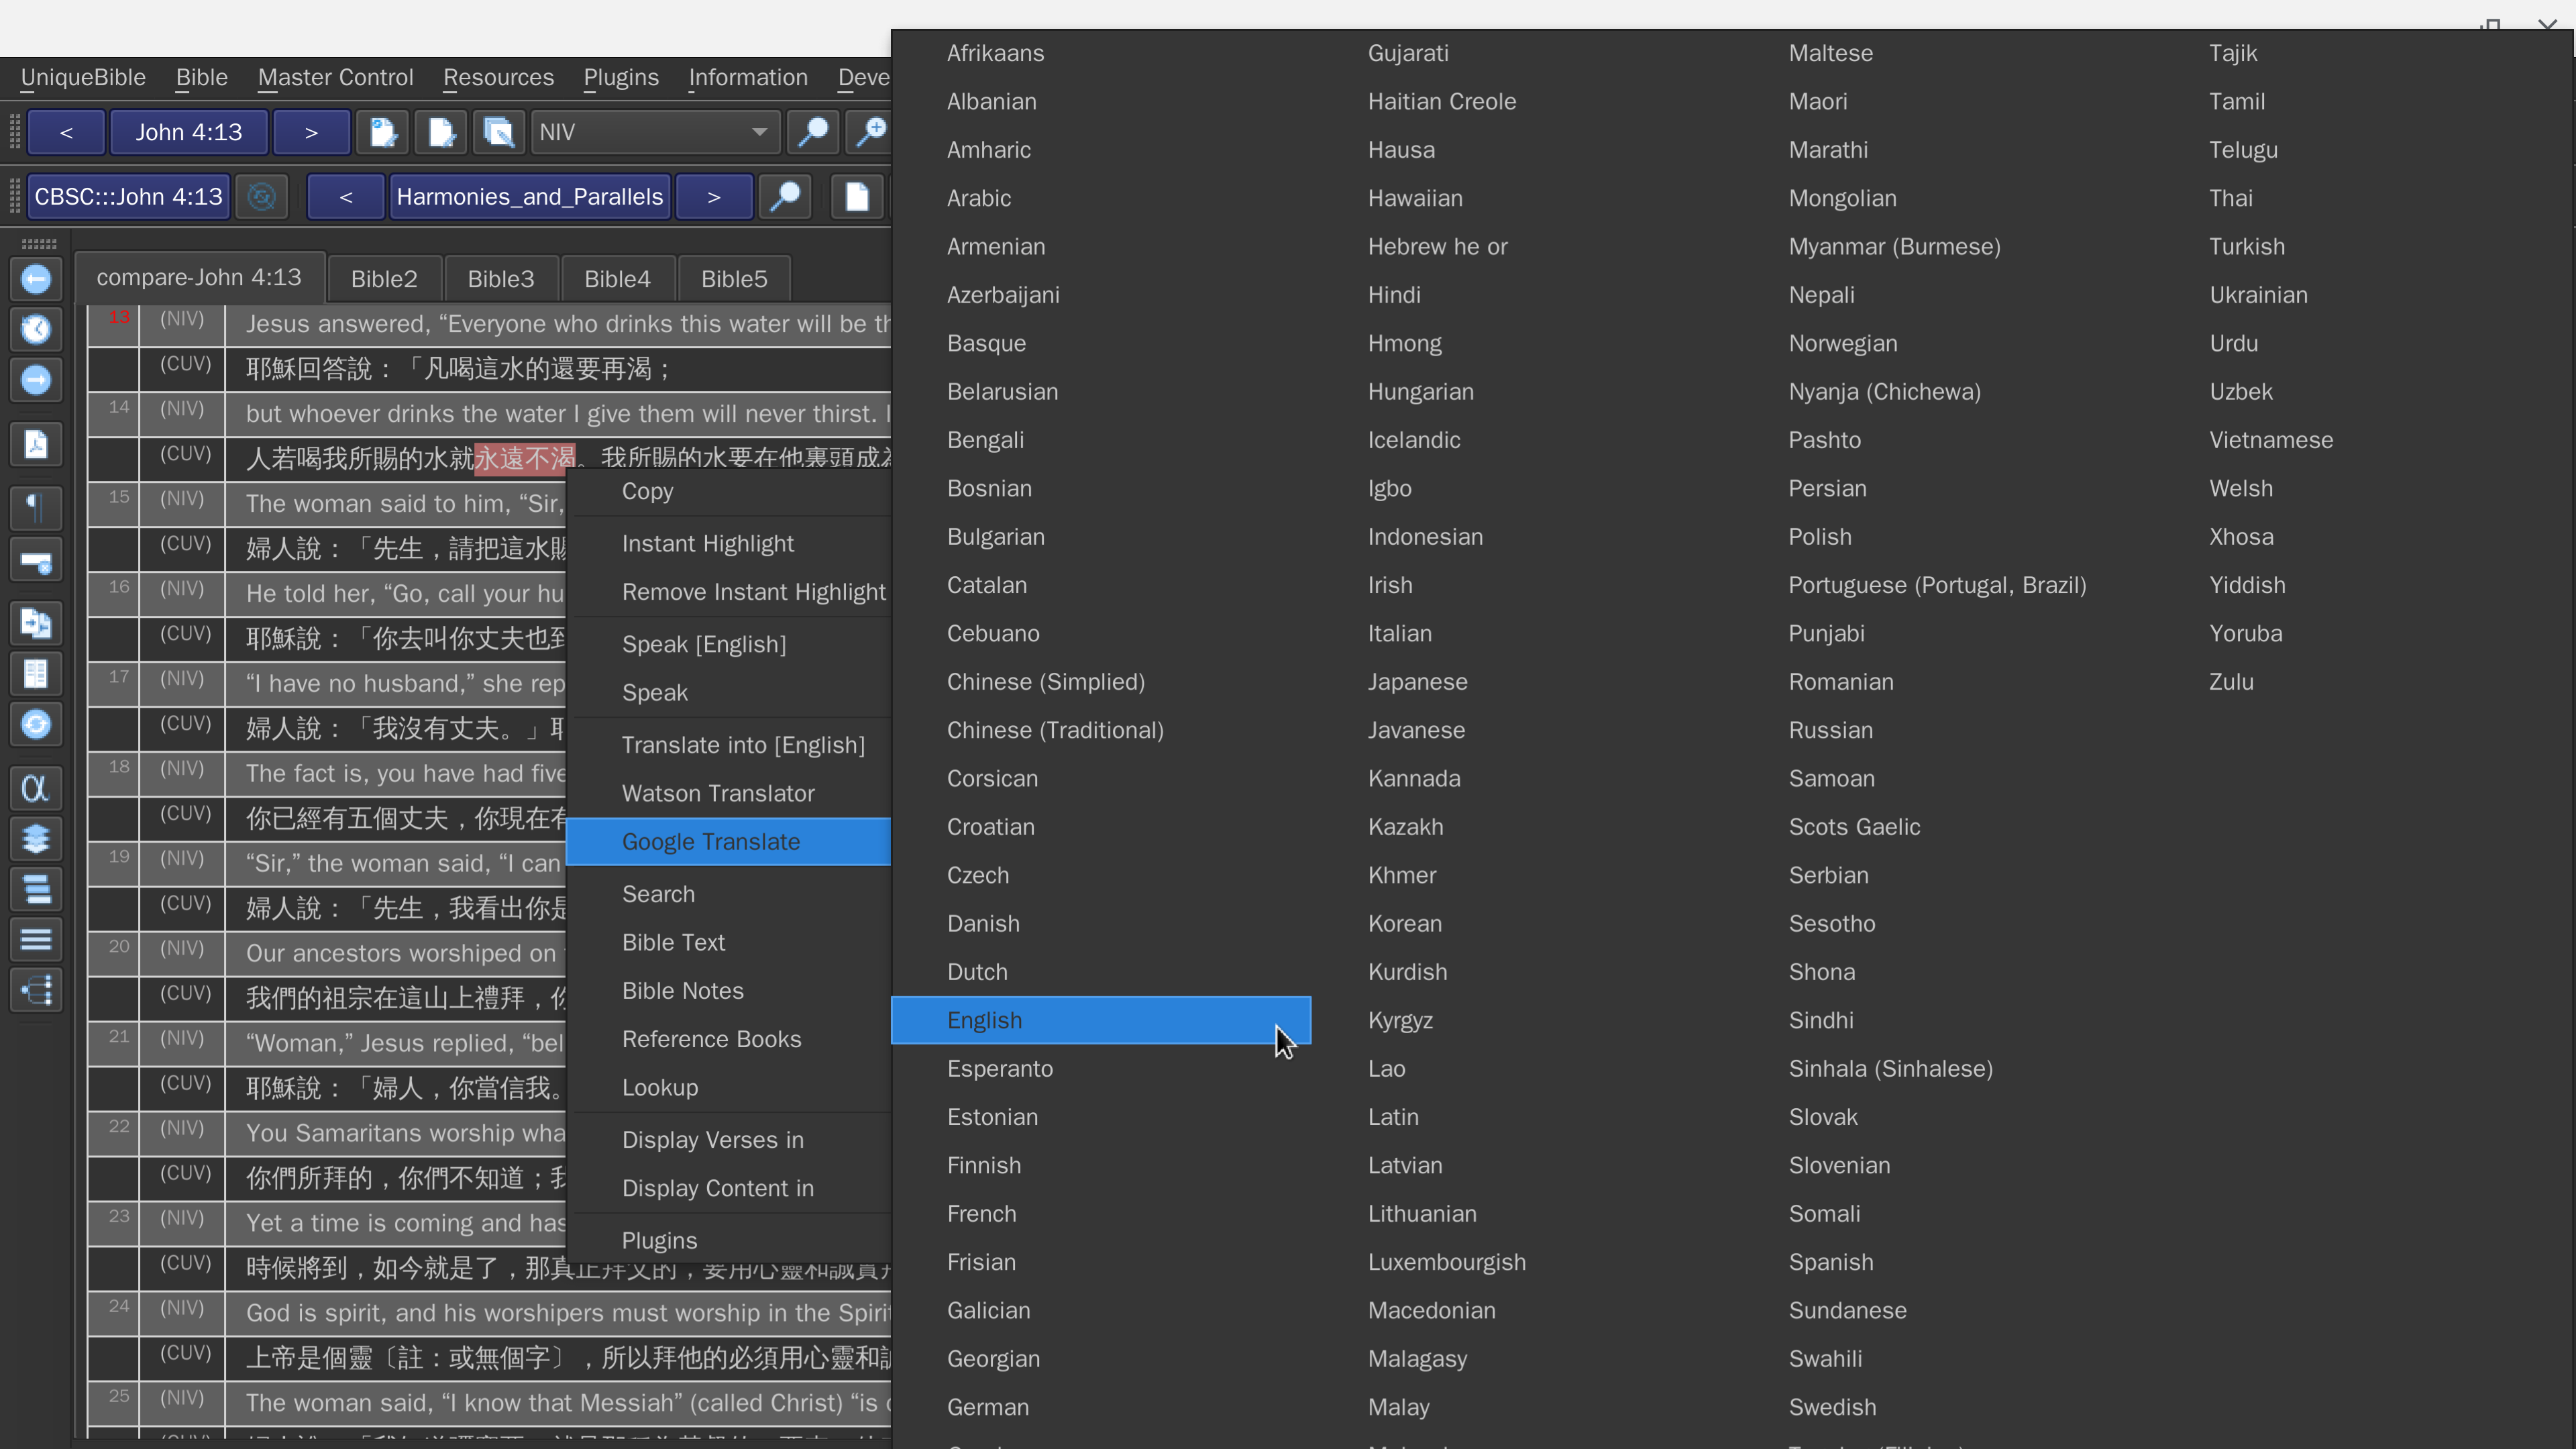 UniqueBible Bible Master Control Resources Plugins Information Deve
< John 4:13 > NIV
CBSC:::John 4:13 < Harmonies_and_Parallels >
compare-John 4:13 Bible2 Bible3 Bible4 Bible5
13 (NIV) Jesus answered, “Everyone who drinks this water will be th
(CUV) 耶穌回答說：「凡喝這水的還要再渴；
14 (NIV) but whoever drinks the water I give them will never thirst. I
(CUV) 人若喝我所賜的水就永遠不渴。我所賜的水要在他裏頭成為
15 (NIV) The woman said to him, “Sir,
(CUV) 婦人說：「先生，請把這水賜
16 (NIV) He told her, “Go, call your hu
(CUV) 耶穌說：「你去叫你丈夫也到
17 (NIV) “I have no husband,” she rep
(CUV) 婦人說：「我沒有丈夫。」耶
18 (NIV) The fact is, you have had five
(CUV) 你已經有五個丈夫，你現在有
19 (NIV) “Sir,” the woman said, “I can
(CUV) 婦人說：「先生，我看出你是
20 (NIV) Our ancestors worshiped on
(CUV) 我們的祖宗在這山上禮拜，你
21 (NIV) “Woman,” Jesus replied, “bel
(CUV) 耶穌說：「婦人，你當信我。
22 (NIV) You Samaritans worship wha
(CUV) 你們所拜的，你們不知道；我
23 (NIV) Yet a time is coming and has
(CUV) 時候將到，如今就是了，那真正拜父的，要用心靈和誠實拜
24 (NIV) God is spirit, and his worshipers must worship in the Spirit
(CUV) 上帝是個靈〔註：或無個字〕，所以拜他的必須用心靈和誠
25 (NIV) The woman said, “I know that Messiah” (called Christ) “is c
Copy
Instant Highlight
Remove Instant Highlight
Speak [English]
Speak
Translate into [English]
Watson Translator
Google Translate
Search
Bible Text
Bible Notes
Reference Books
Lookup
Display Verses in
Display Content in
Plugins
Afrikaans
Albanian
Amharic
Arabic
Armenian
Azerbaijani
Basque
Belarusian
Bengali
Bosnian
Bulgarian
Catalan
Cebuano
Chinese (Simplied)
Chinese (Traditional)
Corsican
Croatian
Czech
Danish
Dutch
English
Esperanto
Estonian
Finnish
French
Frisian
Galician
Georgian
German
Gujarati
Haitian Creole
Hausa
Hawaiian
Hebrew he or
Hindi
Hmong
Hungarian
Icelandic
Igbo
Indonesian
Irish
Italian
Japanese
Javanese
Kannada
Kazakh
Khmer
Korean
Kurdish
Kyrgyz
Lao
Latin
Latvian
Lithuanian
Luxembourgish
Macedonian
Malagasy
Malay
Maltese
Maori
Marathi
Mongolian
Myanmar (Burmese)
Nepali
Norwegian
Nyanja (Chichewa)
Pashto
Persian
Polish
Portuguese (Portugal, Brazil)
Punjabi
Romanian
Russian
Samoan
Scots Gaelic
Serbian
Sesotho
Shona
Sindhi
Sinhala (Sinhalese)
Slovak
Slovenian
Somali
Spanish
Sundanese
Swahili
Swedish
Tajik
Tamil
Telugu
Thai
Turkish
Ukrainian
Urdu
Uzbek
Vietnamese
Welsh
Xhosa
Yiddish
Yoruba
Zulu